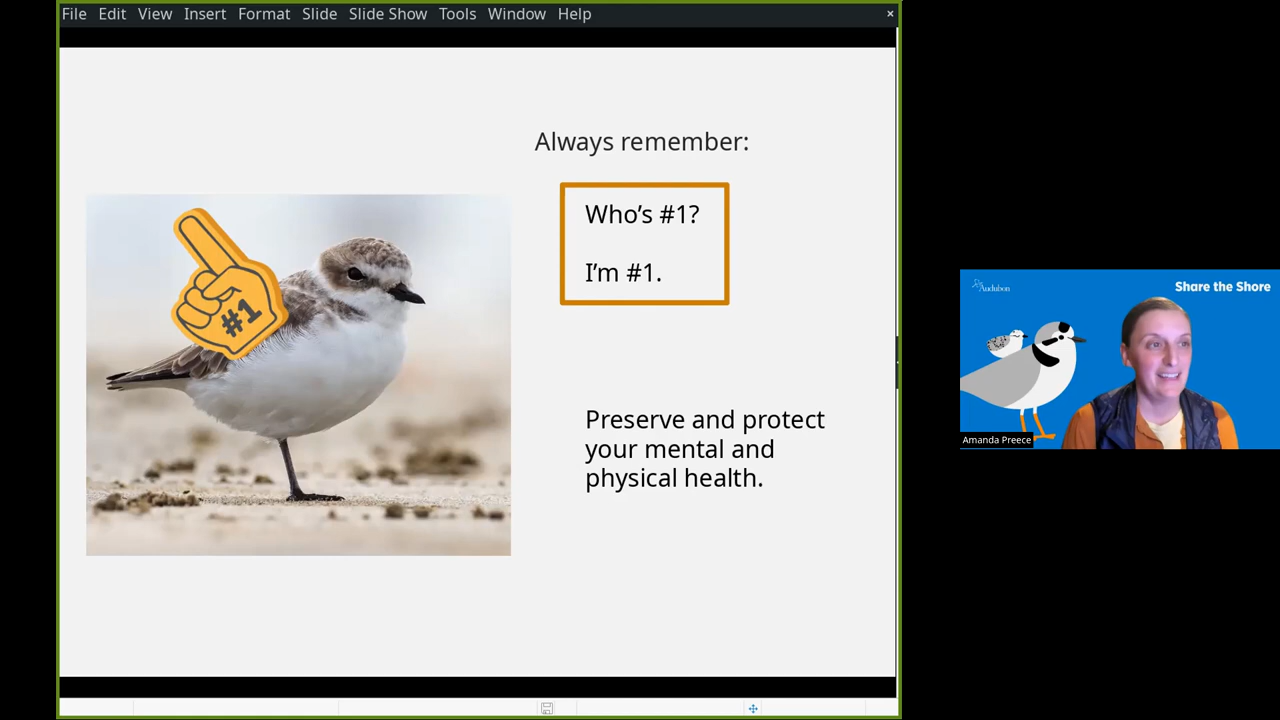 File Edit View Insert Format Slide Slide Show Tools Window Help ×
Always remember:
Who's #1?
I'm #1.
#1
Preserve and protect
your mental and
physical health.
Audubon
Share the Shore
Amanda Preece